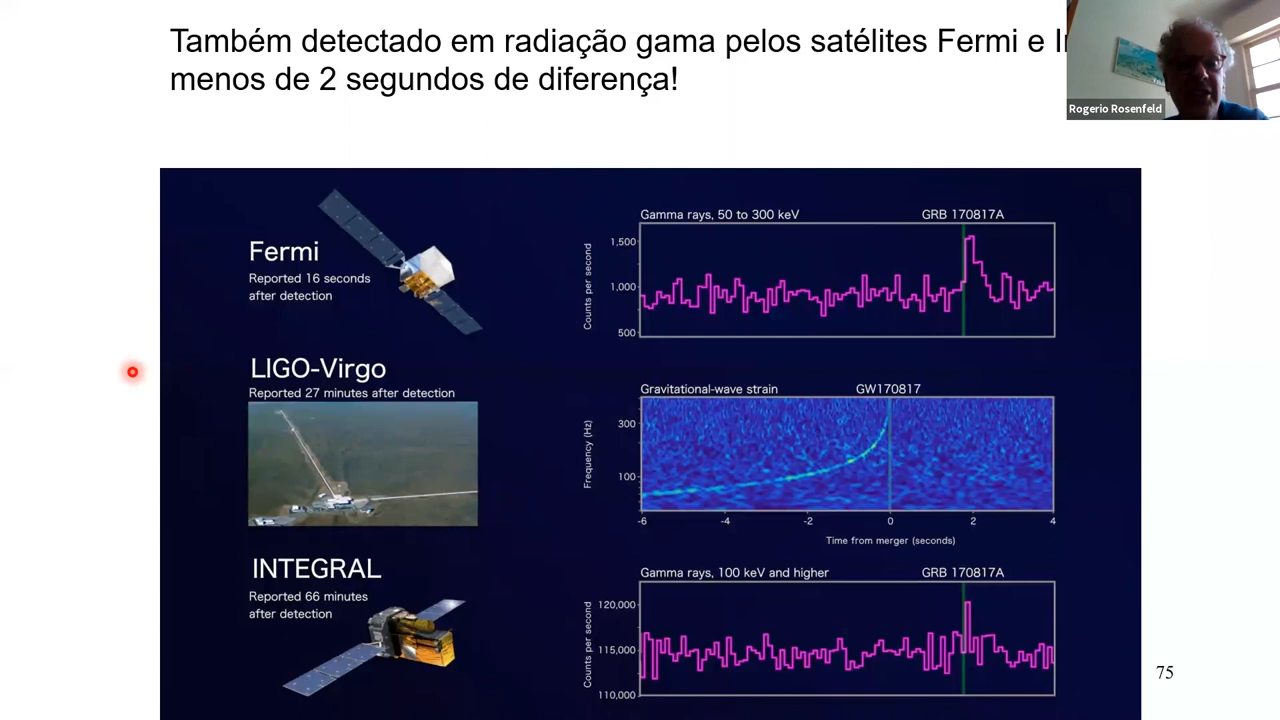 Também detectado em radiação gama pelos satélites Fermi e
menos de 2 segundos de diferença!
Rogerio Rosenfeld
Fermi
Reported 16 seconds
after detection
Gamma rays, 50 to 300 keV
GRB 170817A
Counts per second
1,500
1,000
500
LIGO-Virgo
Reported 27 minutes after detection
Gravitational-wave strain
GW170817
Frequency (Hz)
300
100
-6
-4
-2
0
2
4
Time from merger (seconds)
INTEGRAL
Reported 66 minutes
after detection
Gamma rays, 100 keV and higher
GRB 170817A
Counts per second
120,000
115,000
110,000
75